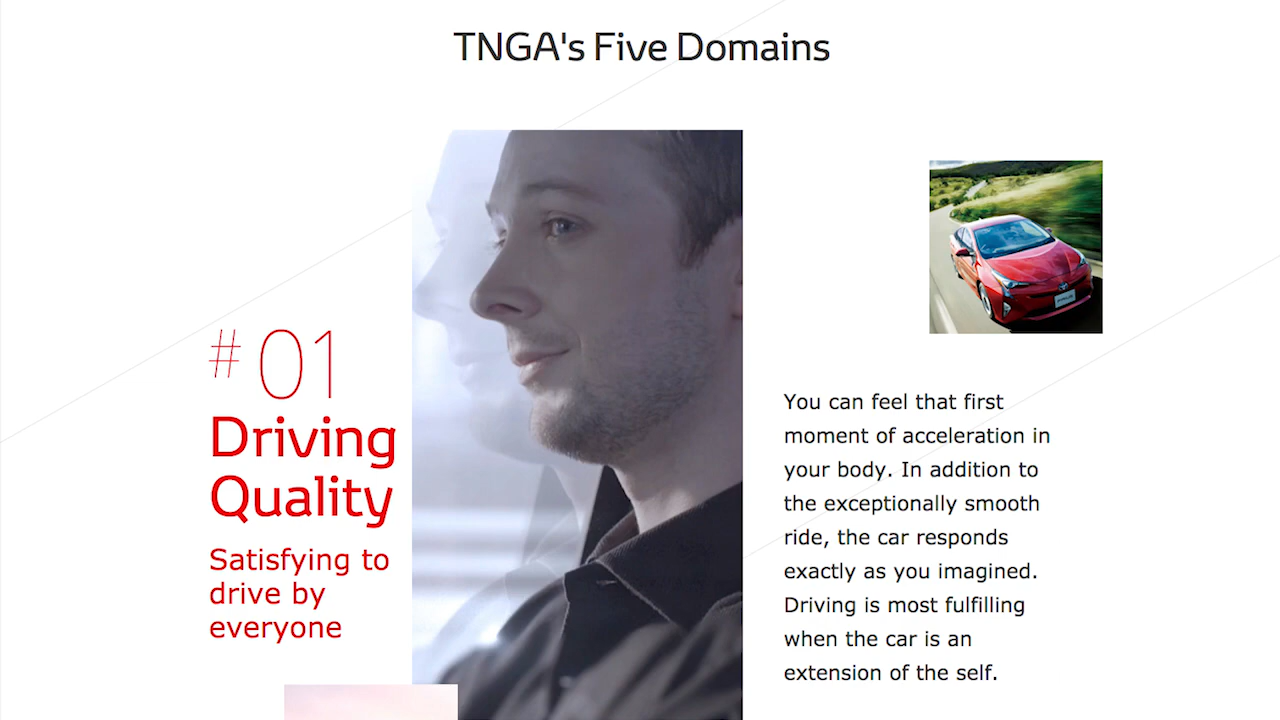 TNGA's Five Domains
#01
Driving
Quality
Satisfying to
drive by
everyone
You can feel that first
moment of acceleration in
your body. In addition to
the exceptionally smooth
ride, the car responds
exactly as you imagined.
Driving is most fulfilling
when the car is an
extension of the self.